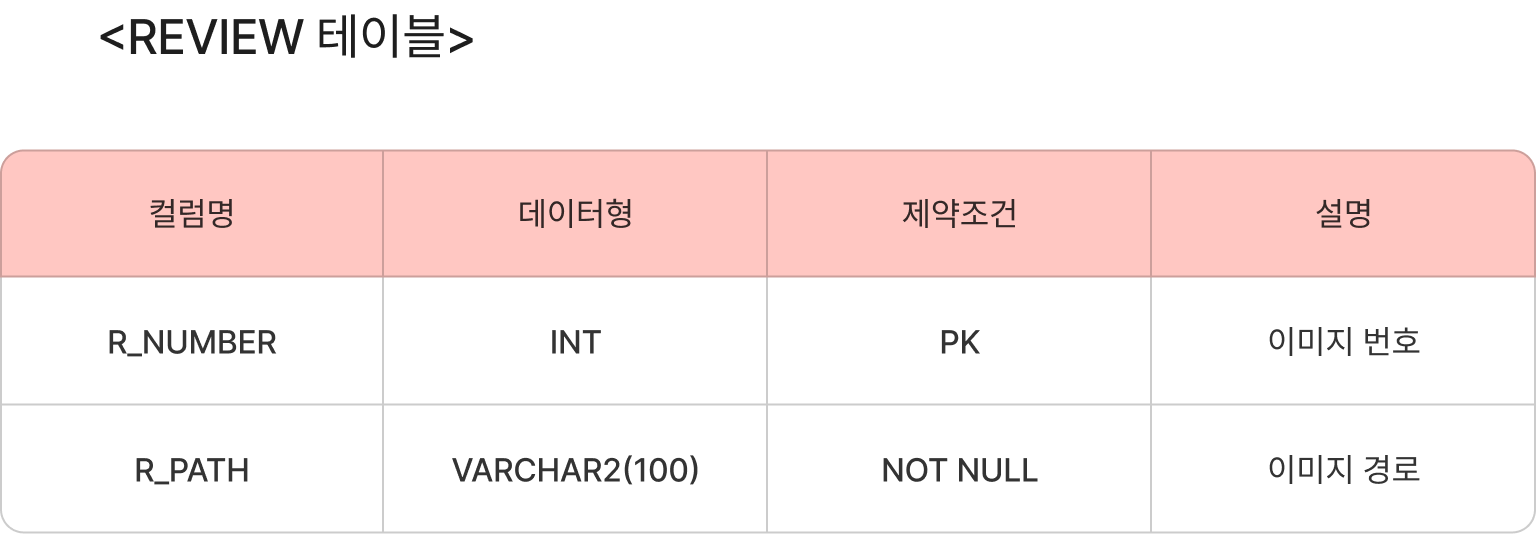 <REVIEW 테이블>
컬럼명 데이터형 제약조건 설명
R_NUMBER INT PK 이미지 번호
R_PATH VARCHAR2(100) NOT NULL 이미지 경로